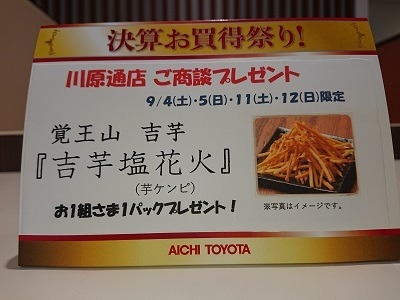 決算お買得祭り!
川原通店 ご商談プレゼント
9/4(土)・5(日)・11(土)・12(日)限定
覚王山 吉芋
『吉芋塩花火』
(芋ケンピ)
お1組さま1パックプレゼント!
※写真はイメージです。
AICHI TOYOTA